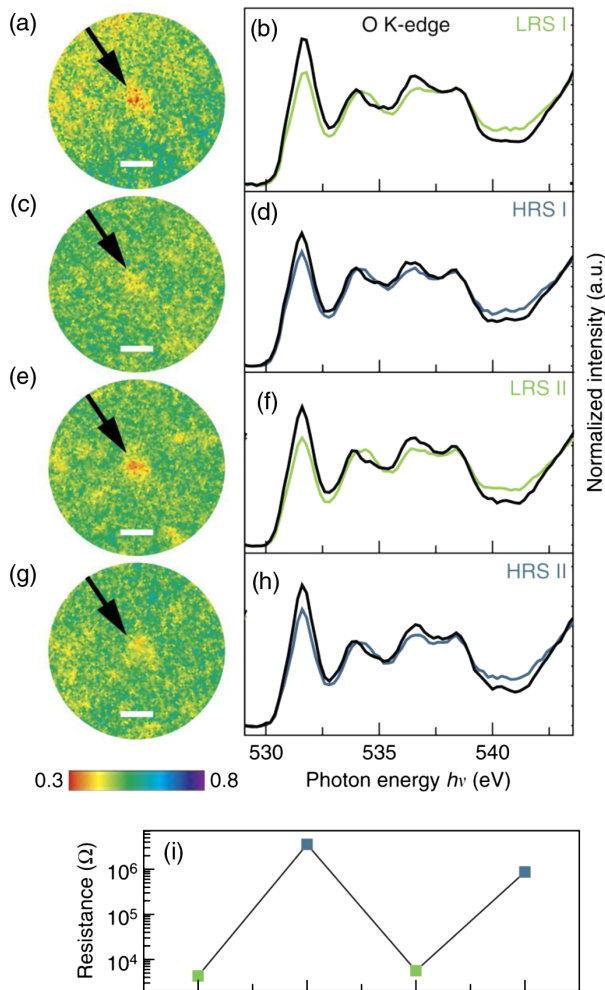 (a)
(b) O K-edge LRS I
(c)
(d) HRS I
(e)
(f) LRS II
(g)
(h) HRS II
Normalized intensity (a.u.)
530 535 540
0.3 0.8
Photon energy hν (eV)
(i)
Resistance (Ω)
10⁶
10⁵
10⁴